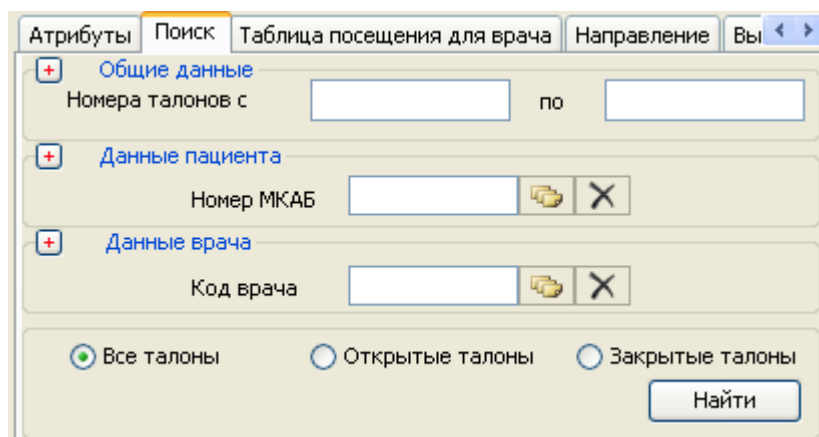 Атрибуты Поиск Таблица посещения для врача Направление Вы
Общие данные
Номера талонов с по
Данные пациента
Номер МКАБ
Данные врача
Код врача
Все талоны Открытые талоны Закрытые талоны
Найти